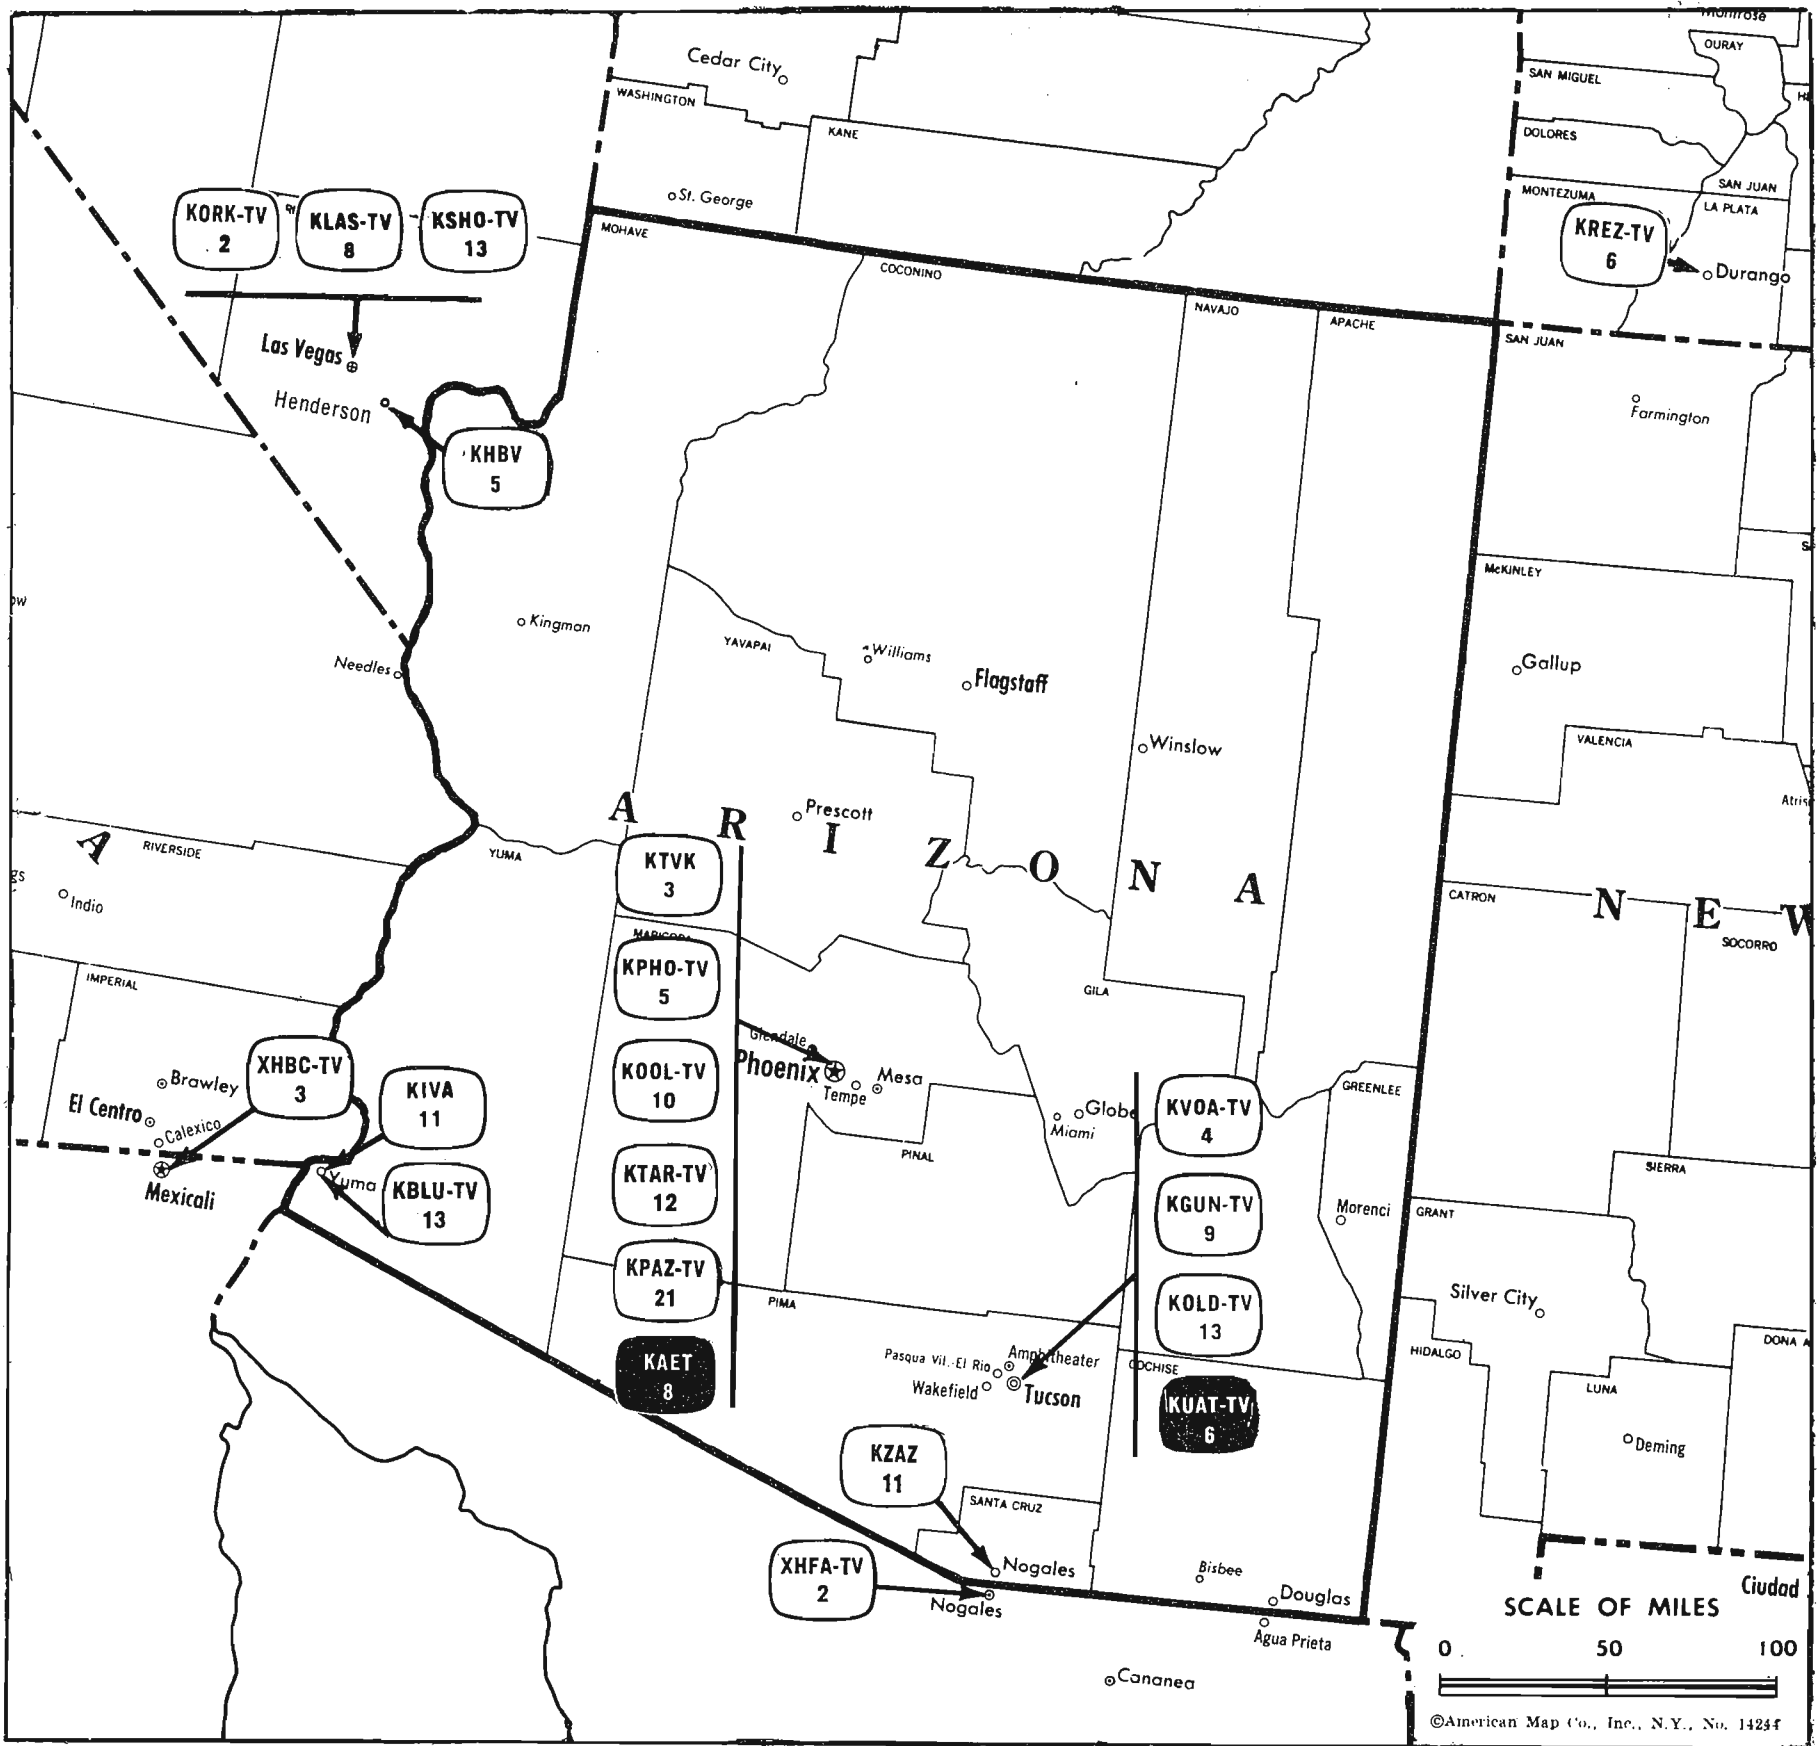 Montrose
OURAY
Cedar City
SAN MIGUEL
WASHINGTON
KANE
DOLORES
SAN JUAN
MONTEZUMA
LA PLATA
St. George
KORK-TV
2
KLAS-TV
8
KSHO-TV
13
MOHAVE
KREZ-TV
6
COCONINO
Durango
NAVAJO
APACHE
SAN JUAN
Las Vegas
Henderson
Farmington
KHBV
5
McKINLEY
Kingman
YAVAPAI
Williams
Needles
Flagstaff
Gallup
Winslow
VALENCIA
Prescott
A R I Z O N A
A
RIVERSIDE
YUMA
KTVK
3
Indio
CATRON
N E W
SOCORRO
MARICOPA
KPHO-TV
5
IMPERIAL
GILA
Glendale
Phoenix
XHBC-TV
3
Brawley
KIVA
11
KOOL-TV
10
Mesa
Tempe
GREENLEE
El Centro
Calexico
Globe
Miami
KVOA-TV
4
PINAL
SIERRA
Mexicali
Yuma
KBLU-TV
13
KTAR-TV
12
KGUN-TV
9
Morenci
GRANT
KPAZ-TV
21
PIMA
KOLD-TV
13
Silver City
KAET
8
Pasqua Vil.-El Rio
Amphitheater
Wakefield
Tucson
COCHISE
HIDALGO
DONA A
LUNA
KUAT-TV
6
Deming
KZAZ
11
SANTA CRUZ
XHFA-TV
2
Nogales
Nogales
Bisbee
Douglas
Agua Prieta
Ciudad
Cananea
SCALE OF MILES
0 50 100
©American Map Co., Inc., N.Y., No. 14244